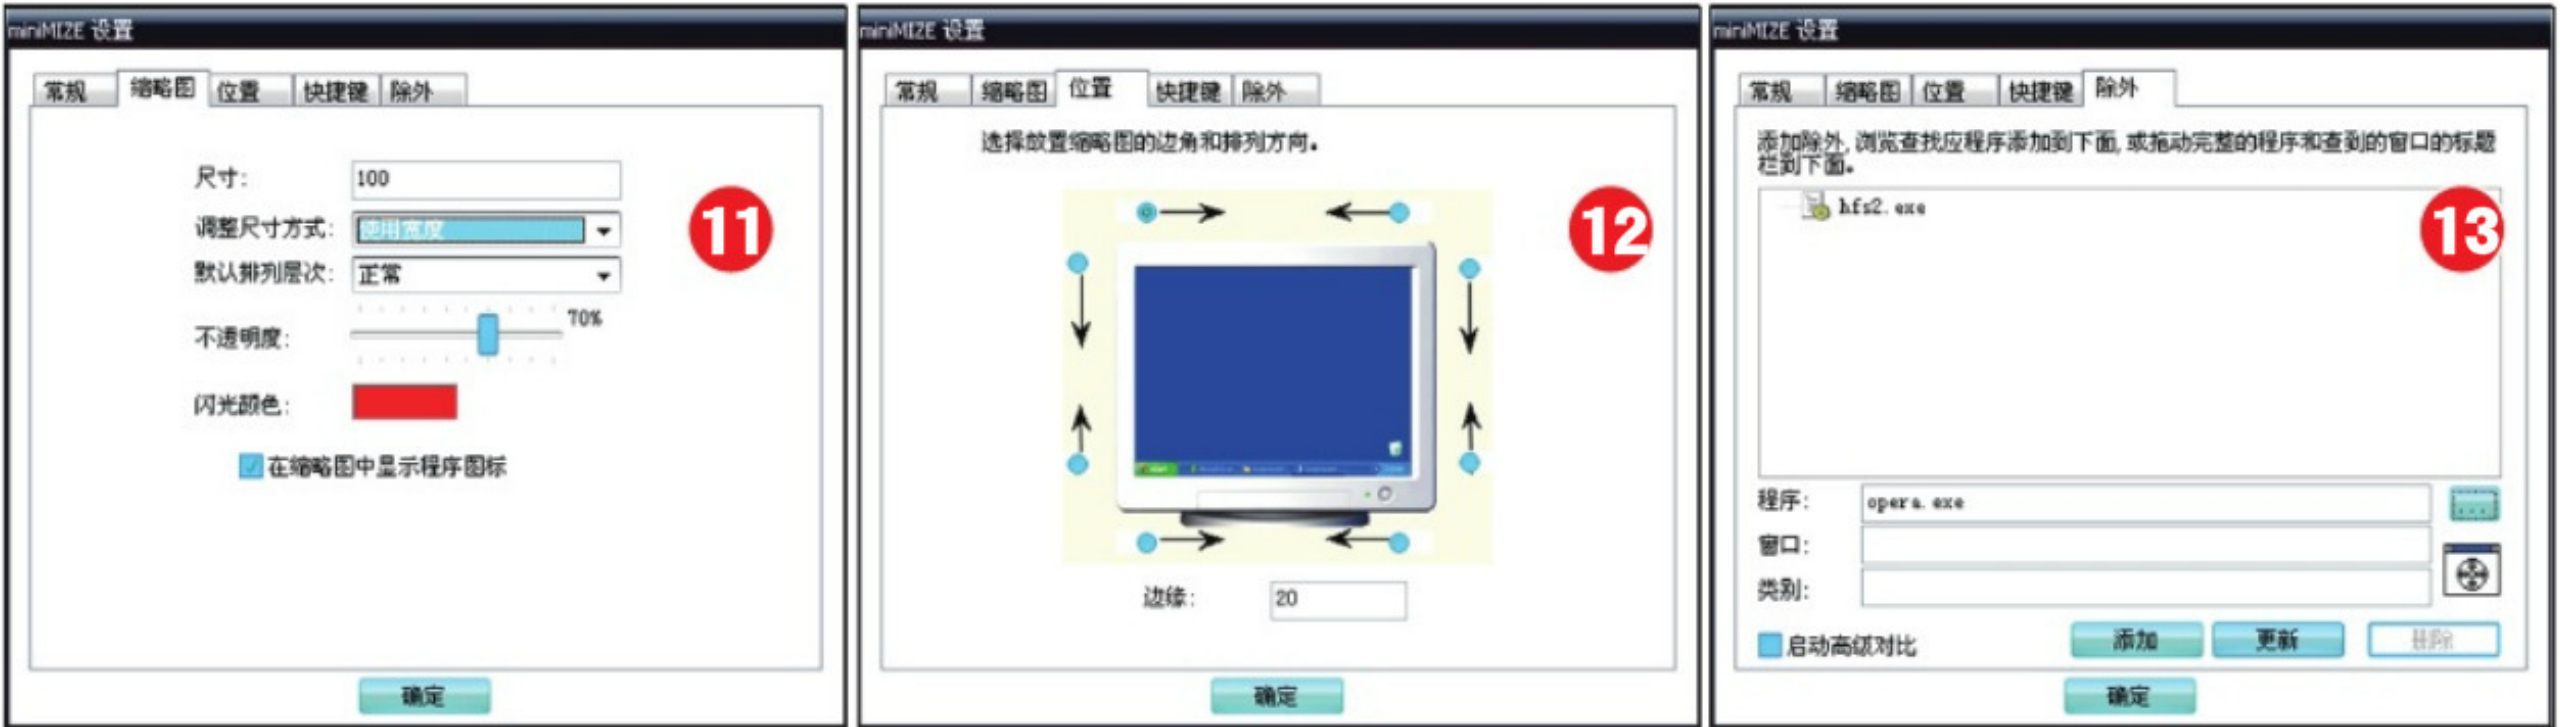 miniMIZE 设置
常规 缩略图 位置 快捷键 除外
尺寸: 100
11
调整尺寸方式: 使用宽度
默认排列层次: 正常
70%
不透明度:
闪光颜色:
在缩略图中显示程序图标
确定
miniMIZE 设置
常规 缩略图 位置 快捷键 除外
选择放置缩略图的边角和排列方向。
12
边缘: 20
确定
miniMIZE 设置
常规 缩略图 位置 快捷键 除外
添加除外, 浏览查找应程序添加到下面, 或拖动完整的程序和查到的窗口的标题
栏到下面。
hfs2.exe
13
程序: opera.exe
...
窗口:
类别:
启动高级对比 添加 更新 删除
确定